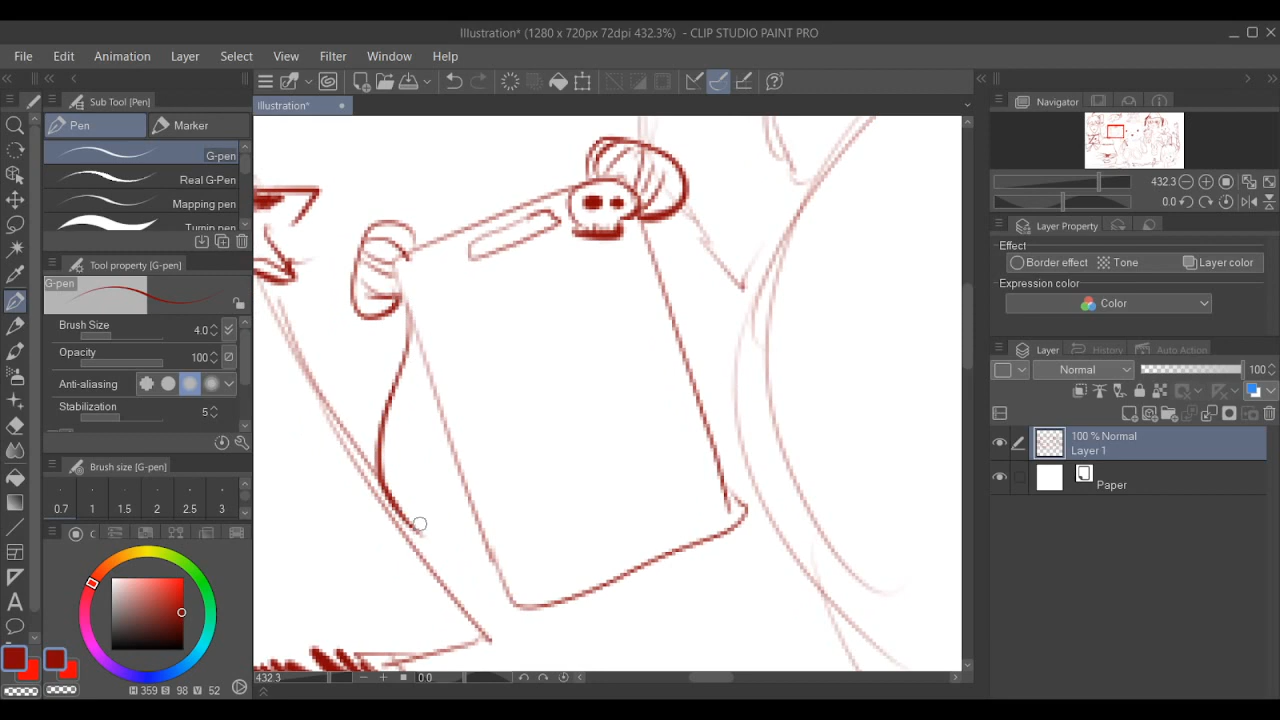 Illustration* (1280 x 720px 72dpi 432.3%) - CLIP STUDIO PAINT PRO
File Edit Animation Layer Select View Filter Window Help
Sub Tool [Pen]
Illustration*
Navigator
Pen
Marker
G-pen
Real G-Pen
Mapping pen
Turnip pen
432.3
0.0
Layer Property
Effect
Border effect
Tone
Layer color
Expression color
Color
Tool property [G-pen]
G-pen
Brush Size 4.0
Opacity 100
Anti-aliasing
Stabilization 5
Layer
History
Auto Action
Normal 100
100 % Normal
Layer 1
Paper
Brush size [G-pen]
0.7 1 1.5 2 2.5 3
C
A
H 359 S 98 V 52
432.3
0.0